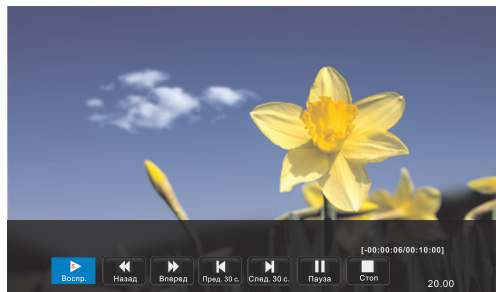 [-00:00:06/00:10:00]
Воспр.
Назад
Вперед
Пред. 30 с.
След. 30 с.
Пауза
Стоп
20.00